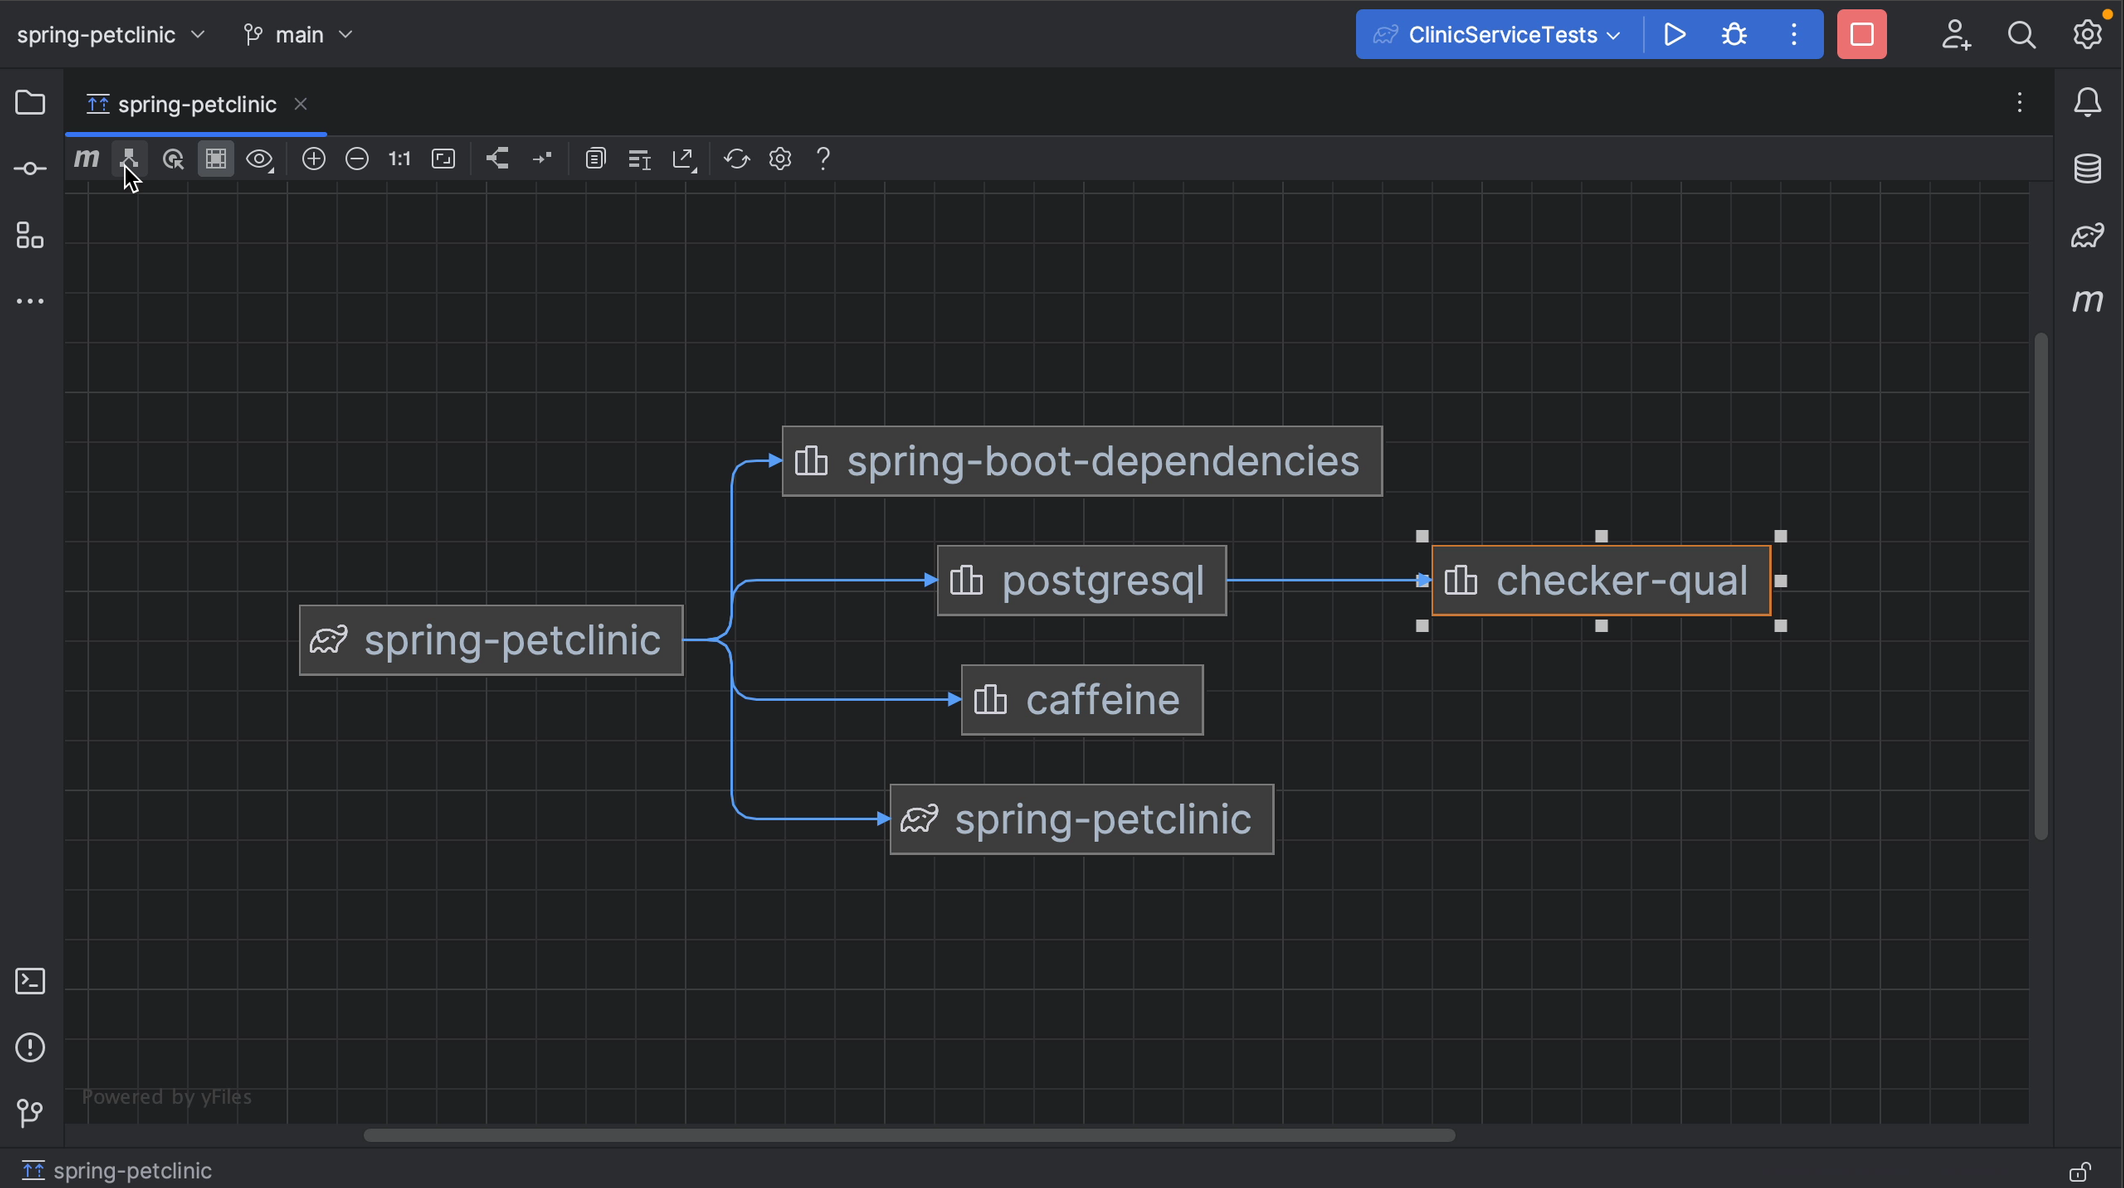 spring-petclinic main ClinicServiceTests
spring-petclinic
m 1:1 ?
m
spring-boot-dependencies
postgresql checker-qual
spring-petclinic
caffeine
spring-petclinic
Powered by yFiles
spring-petclinic